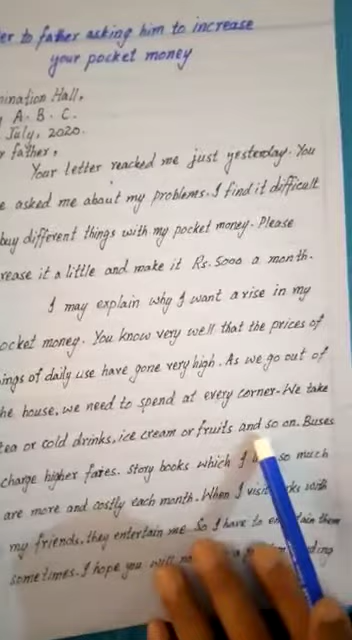 er to father asking him to increase
your pocket money
mination Hall,
A. B. C.
July, 2020.
father,
Your letter reached me just yesterday. You
e asked me about my problems. I find it difficult
buy different things with my pocket money. Please
rease it a little and make it Rs. 5000 a month.
I may explain why I want a rise in my
ocket money. You know very well that the prices of
ings of daily use have gone very high. As we go out of
he house, we need to spend at every corner. We take
tea or cold drinks, ice cream or fruits and so on. Buses
charge higher fares. Story books which I so much
are more and costly each month. When I visit with
my friends, they entertain me So I have to them
sometimes. I hope you will